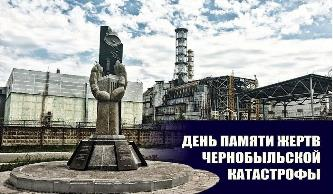 ДЕНЬ ПАМЯТИ ЖЕРТВ
ЧЕРНОБЫЛЬСКОЙ
КАТАСТРОФЫ